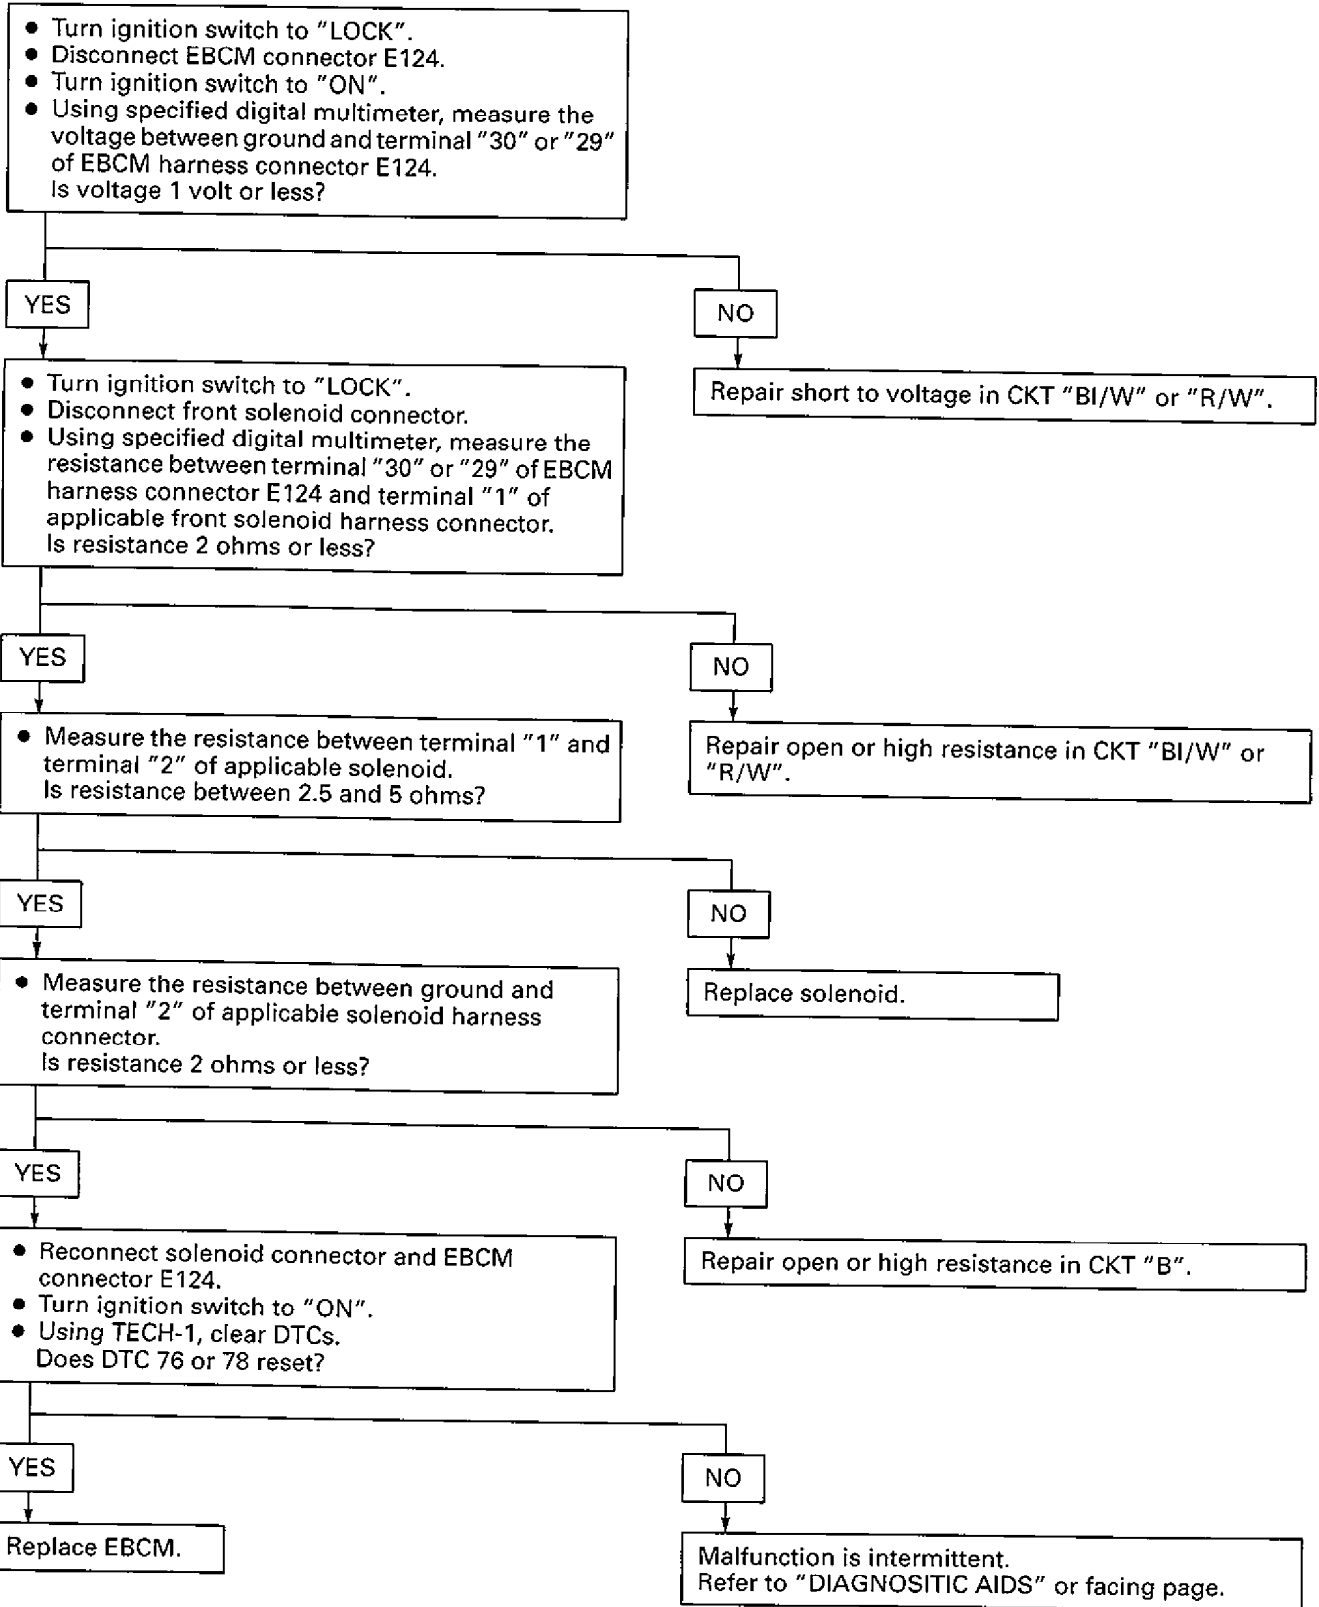 ● Turn ignition switch to "LOCK".
● Disconnect EBCM connector E124.
● Turn ignition switch to "ON".
● Using specified digital multimeter, measure the
voltage between ground and terminal "30" or "29"
of EBCM harness connector E124.
Is voltage 1 volt or less?
YES
NO
Repair short to voltage in CKT "BI/W" or "R/W".
● Turn ignition switch to "LOCK".
● Disconnect front solenoid connector.
● Using specified digital multimeter, measure the
resistance between terminal "30" or "29" of EBCM
harness connector E124 and terminal "1" of
applicable front solenoid harness connector.
Is resistance 2 ohms or less?
YES
NO
Repair open or high resistance in CKT "BI/W" or
"R/W".
● Measure the resistance between terminal "1" and
terminal "2" of applicable solenoid.
Is resistance between 2.5 and 5 ohms?
YES
NO
Replace solenoid.
● Measure the resistance between ground and
terminal "2" of applicable solenoid harness
connector.
Is resistance 2 ohms or less?
YES
NO
Repair open or high resistance in CKT "B".
● Reconnect solenoid connector and EBCM
connector E124.
● Turn ignition switch to "ON".
● Using TECH-1, clear DTCs.
Does DTC 76 or 78 reset?
YES
NO
Replace EBCM.
Malfunction is intermittent.
Refer to "DIAGNOSITIC AIDS" or facing page.